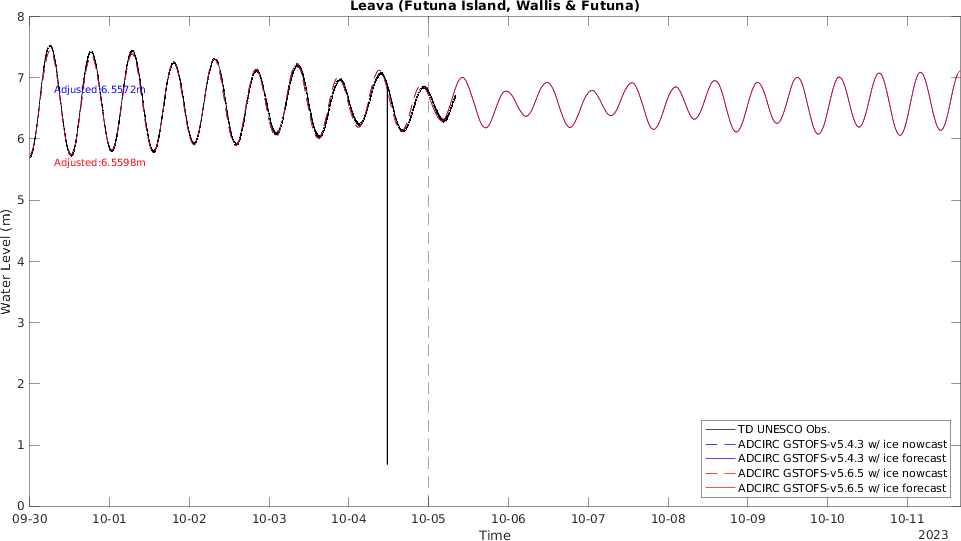 Leava (Futuna Island, Wallis & Futuna)
8
7
6
5
4
3
2
1
0
Water Level (m)
Adjusted:6.5572m
Adjusted:6.5598m
TD UNESCO Obs.
ADCIRC GSTOFS-v5.4.3 w/ ice nowcast
ADCIRC GSTOFS-v5.4.3 w/ ice forecast
ADCIRC GSTOFS-v5.6.5 w/ ice nowcast
ADCIRC GSTOFS-v5.6.5 w/ ice forecast
09-30 10-01 10-02 10-03 10-04 10-05 10-06 10-07 10-08 10-09 10-10 10-11
Time
2023